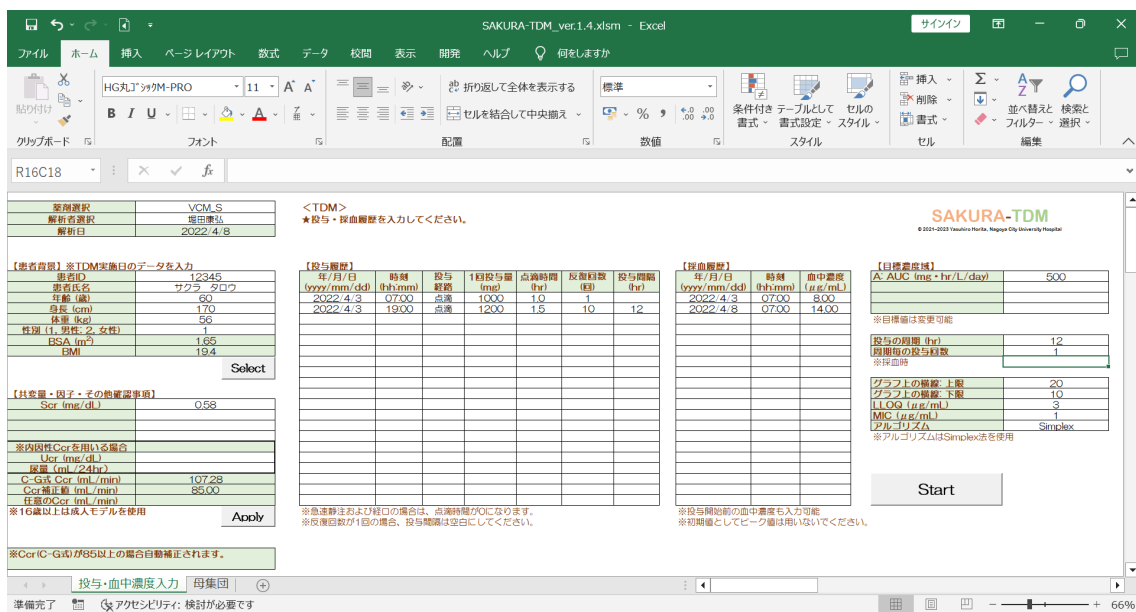 SAKURA-TDM_ver.1.4.xlsm - Excel
サインイン
ファイル ホーム 挿入 ページ レイアウト 数式 データ 校閲 表示 開発 ヘルプ 何をしますか
貼り付け
HG丸ｺﾞｼｯｸM-PRO 11
折り返して全体を表示する
標準
セルを結合して中央揃え
条件付き書式
テーブルとして書式設定
セルのスタイル
挿入
削除
書式
並べ替えと フィルター
検索と 選択
クリップボード フォント 配置 数値 スタイル セル 編集
R16C18
fx
薬剤選択 VCM_S
解析者選択 堀田康弘
解析日 2022/4/8
＜TDM＞
★投与・採血履歴を入力してください。
SAKURA-TDM
© 2021-2023 Yasuhiro Horita, Nagoya City University Hospital
【患者背景】※TDM実施日のデータを入力
患者ID 12345
患者氏名 サクラ タロウ
年齢 (歳) 60
身長 (cm) 170
体重 (kg) 56
性別 (1, 男性: 2, 女性) 1
BSA (m²) 1.65
BMI 19.4
Select
【共変量・因子・その他確認事項】
Scr (mg/dL) 0.58
※内因性Ccrを用いる場合
Ucr (mg/dL)
尿量 (mL/24hr)
C-G式 Ccr (mL/min) 107.28
Ccr補正値 (mL/min) 85.00
任意のCcr (mL/min)
※16歳以上は成人モデルを使用
Apply
※Ccr(C-G式)が85以上の場合自動補正されます。
【投与履歴】
年/月/日 (yyyy/mm/dd) 時刻 (hh:mm) 投与経路 1回投与量 (mg) 点滴時間 (hr) 反復回数 (回) 投与間隔 (hr)
2022/4/3 07:00 点滴 1000 1.0 1
2022/4/3 19:00 点滴 1200 1.5 10 12
※急速静注および経口の場合は、点滴時間が0になります。
※反復回数が1回の場合、投与間隔は空白にしてください。
【採血履歴】
年/月/日 (yyyy/mm/dd) 時刻 (hh:mm) 血中濃度 (μg/mL)
2022/4/3 07:00 8.00
2022/4/8 07:00 14.00
※投与開始前の血中濃度も入力可能
※初期値としてピーク値は用いないでください。
【目標濃度域】
A: AUC (mg・hr/L/day) 500
※目標値は変更可能
投与の周期 (hr) 12
周期毎の投与回数 1
※採血時
グラフ上の横線: 上限 20
グラフ上の横線: 下限 10
LLOQ (μg/mL) 3
MIC (μg/mL) 1
アルゴリズム Simplex
※アルゴリズムはSimplex法を使用
Start
投与・血中濃度入力 母集団
準備完了 アクセシビリティ: 検討が必要です 66%